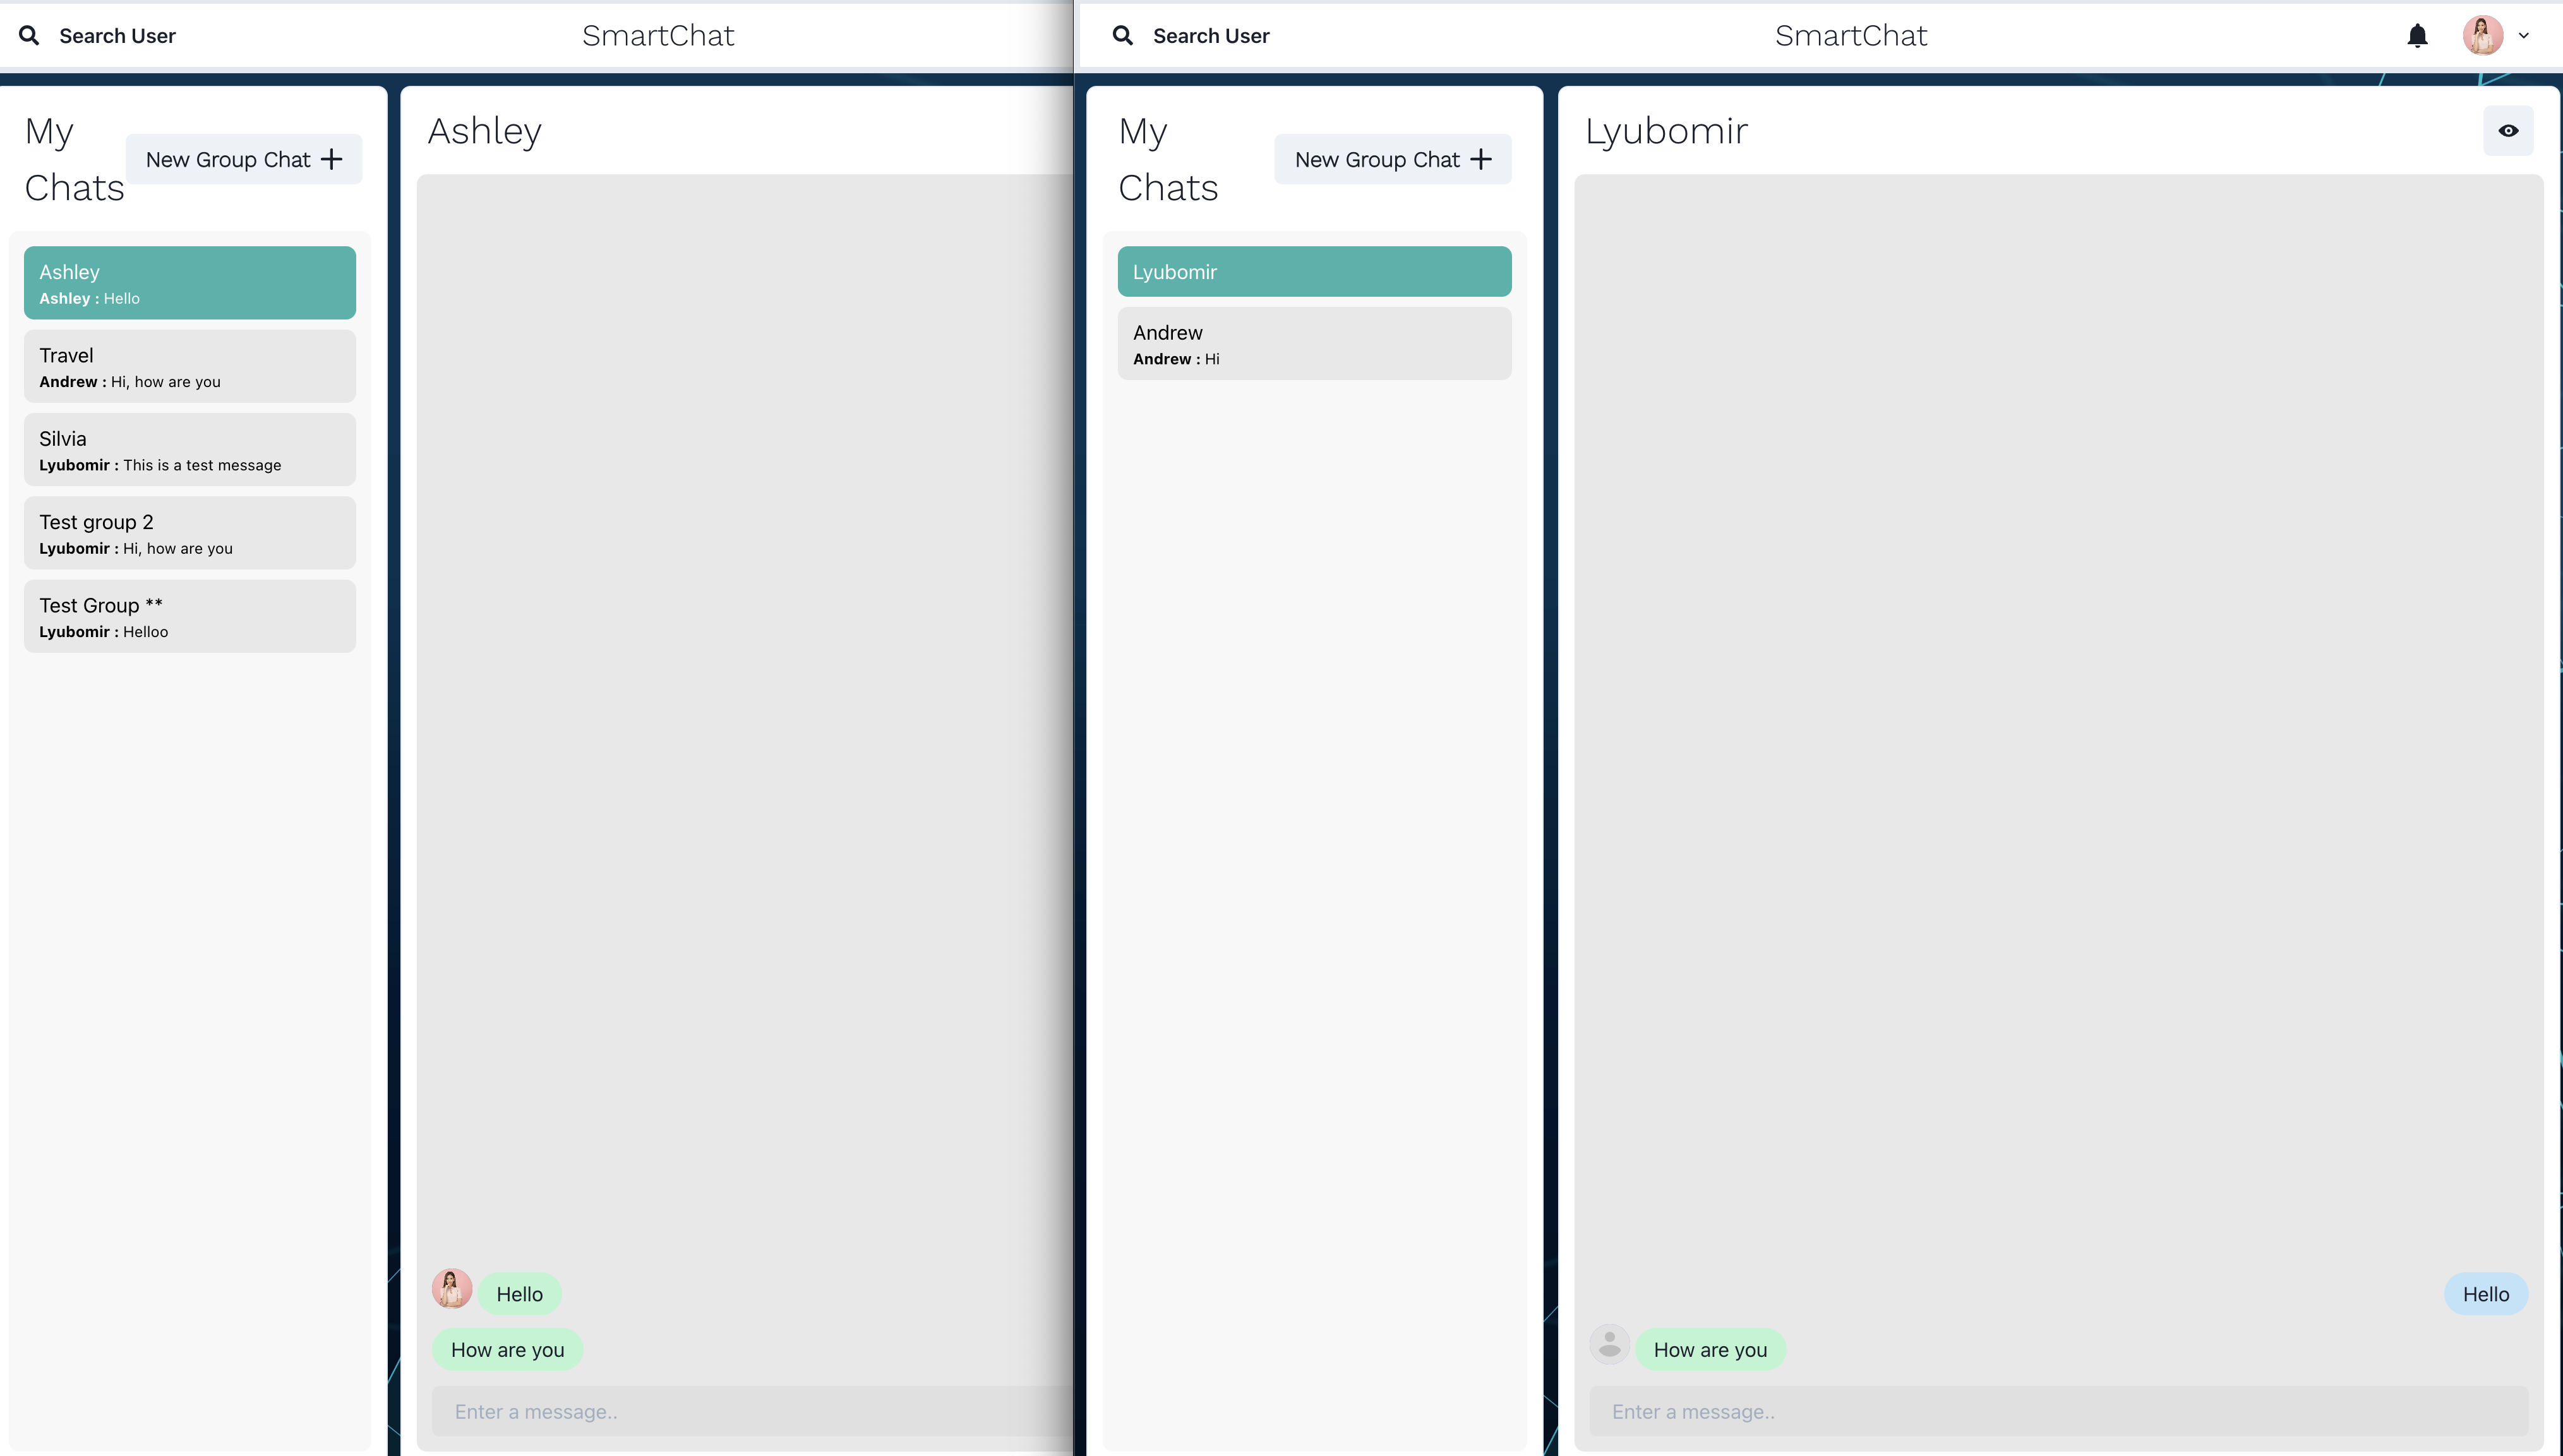 Search User
SmartChat
My
Chats
New Group Chat
Ashley
Ashley : Hello
Travel
Andrew : Hi, how are you
Silvia
Lyubomir : This is a test message
Test group 2
Lyubomir : Hi, how are you
Test Group **
Lyubomir : Helloo
Ashley
Hello
How are you
Enter a message..
Search User
SmartChat
My
Chats
New Group Chat
Lyubomir
Andrew
Andrew : Hi
Lyubomir
Hello
How are you
Enter a message..